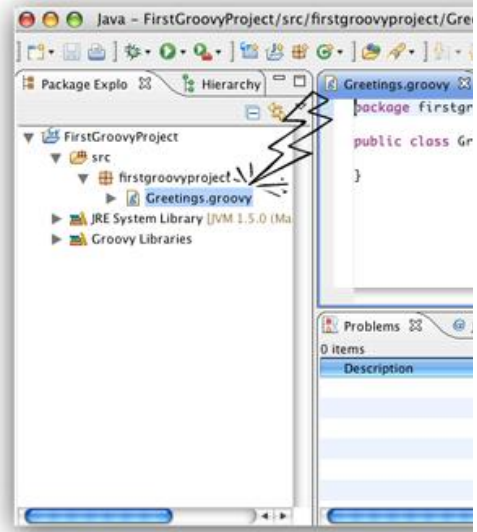 Java – FirstGroovyProject/src/firstgroovyproject/Gre
Package Explo
Hierarchy
FirstGroovyProject
src
firstgroovyproject
Greetings.groovy
JRE System Library [JVM 1.5.0 (Ma
Groovy Libraries
Greetings.groovy
package firstgr
public class Gr
}
Problems
@
0 items
Description